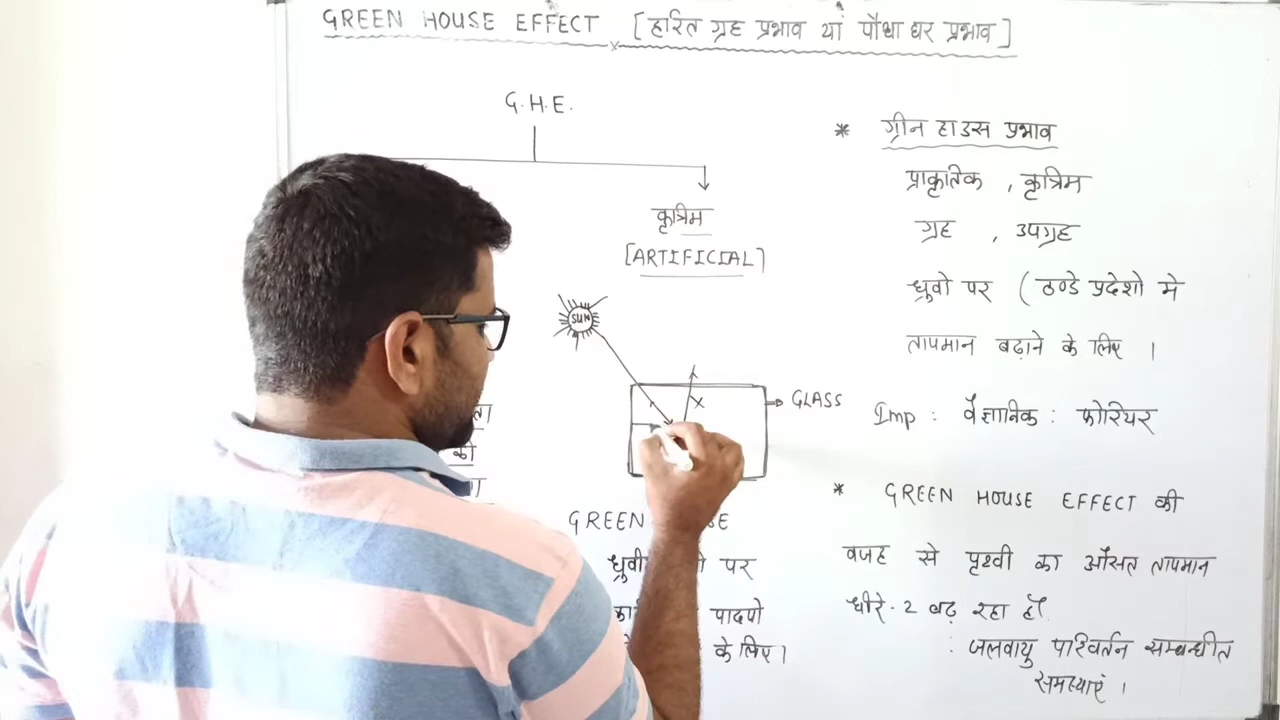 GREEN HOUSE EFFECT [हरित ग्रह प्रभाव यां पौधा घर प्रभाव]
G.H.E.
कृत्रिम
[ARTIFICIAL]
SUN
X
GLASS
को
GREEN
ध्रुवी पर
पादपो
के लिए।
* ग्रीन हाउस प्रभाव
प्राकृतिक , कृत्रिम
ग्रह , उपग्रह
ध्रुवो पर ( ठण्डे प्रदेशो मे
तापमान बढ़ाने के लिए ।
Imp : वैज्ञानिक : फोरियर
* GREEN HOUSE EFFECT की
वजह से पृथ्वी का औसत तापमान
धीरे-2 बढ़ रहा हैं
: जलवायु परिवर्तन सम्बन्धीत
समस्याएं ।